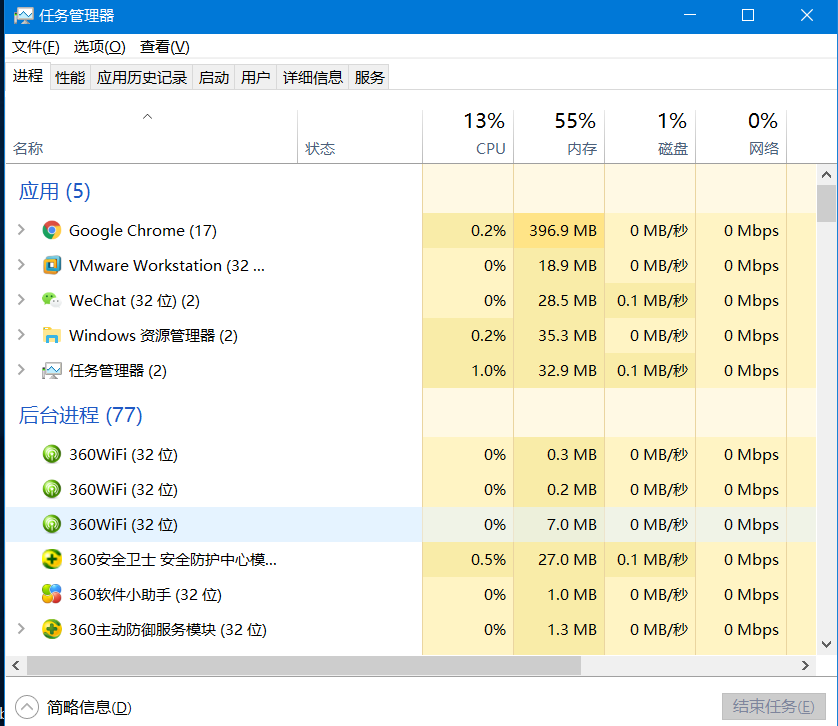 任务管理器
文件(F) 选项(O) 查看(V)
进程 性能 应用历史记录 启动 用户 详细信息 服务
13% 55% 1% 0%
名称 状态 CPU 内存 磁盘 网络
应用 (5)
Google Chrome (17) 0.2% 396.9 MB 0 MB/秒 0 Mbps
VMware Workstation (32 ... 0% 18.9 MB 0 MB/秒 0 Mbps
WeChat (32 位) (2) 0% 28.5 MB 0.1 MB/秒 0 Mbps
Windows 资源管理器 (2) 0.2% 35.3 MB 0 MB/秒 0 Mbps
任务管理器 (2) 1.0% 32.9 MB 0.1 MB/秒 0 Mbps
后台进程 (77)
360WiFi (32 位) 0% 0.3 MB 0 MB/秒 0 Mbps
360WiFi (32 位) 0% 0.2 MB 0 MB/秒 0 Mbps
360WiFi (32 位) 0% 7.0 MB 0 MB/秒 0 Mbps
360安全卫士 安全防护中心模... 0.5% 27.0 MB 0.1 MB/秒 0 Mbps
360软件小助手 (32 位) 0% 1.0 MB 0 MB/秒 0 Mbps
360主动防御服务模块 (32 位) 0% 1.3 MB 0 MB/秒 0 Mbps
简略信息(D) 结束任务(E)